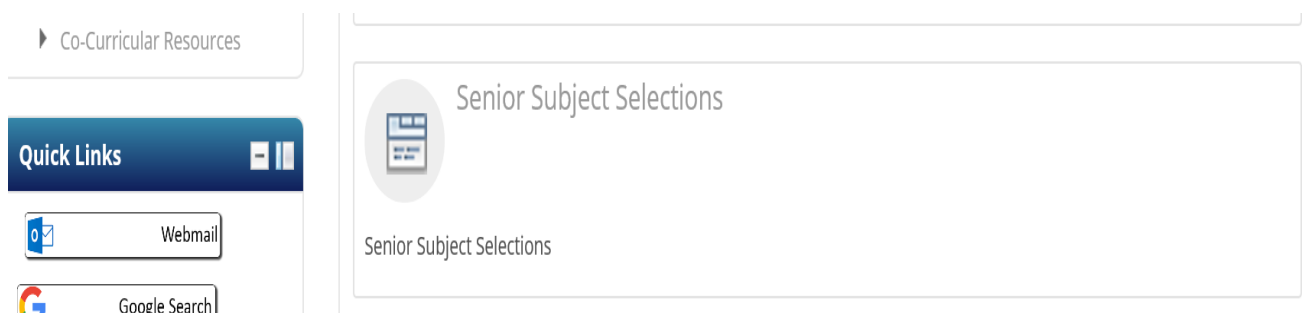 Co-Curricular Resources
Quick Links
Webmail
Google Search
Senior Subject Selections
Senior Subject Selections